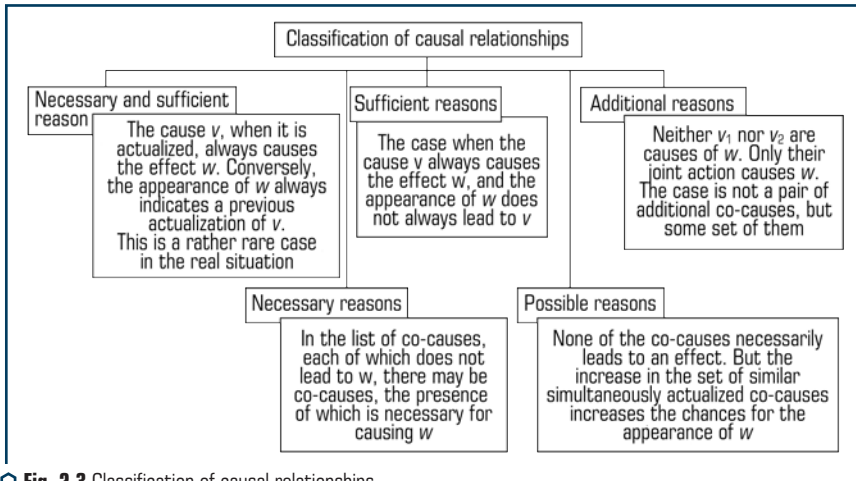 Classification of causal relationships
Necessary and sufficient
reason
The cause v, when it is
actualized, always causes
the effect w. Conversely,
the appearance of w always
indicates a previous
actualization of v.
This is a rather rare case
in the real situation
Sufficient reasons
The case when the
cause v always causes
the effect w, and the
appearance of w does
not always lead to v
Additional reasons
Neither v₁ nor v₂ are
causes of w. Only their
joint action causes w.
The case is not a pair of
additional co-causes, but
some set of them
Necessary reasons
In the list of co-causes,
each of which does not
lead to w, there may be
co-causes, the presence
of which is necessary for
causing w
Possible reasons
None of the co-causes necessarily
leads to an effect. But the
increase in the set of similar
simultaneously actualized co-causes
increases the chances for the
appearance of w
Fig. 2.3 Classification of causal relationships